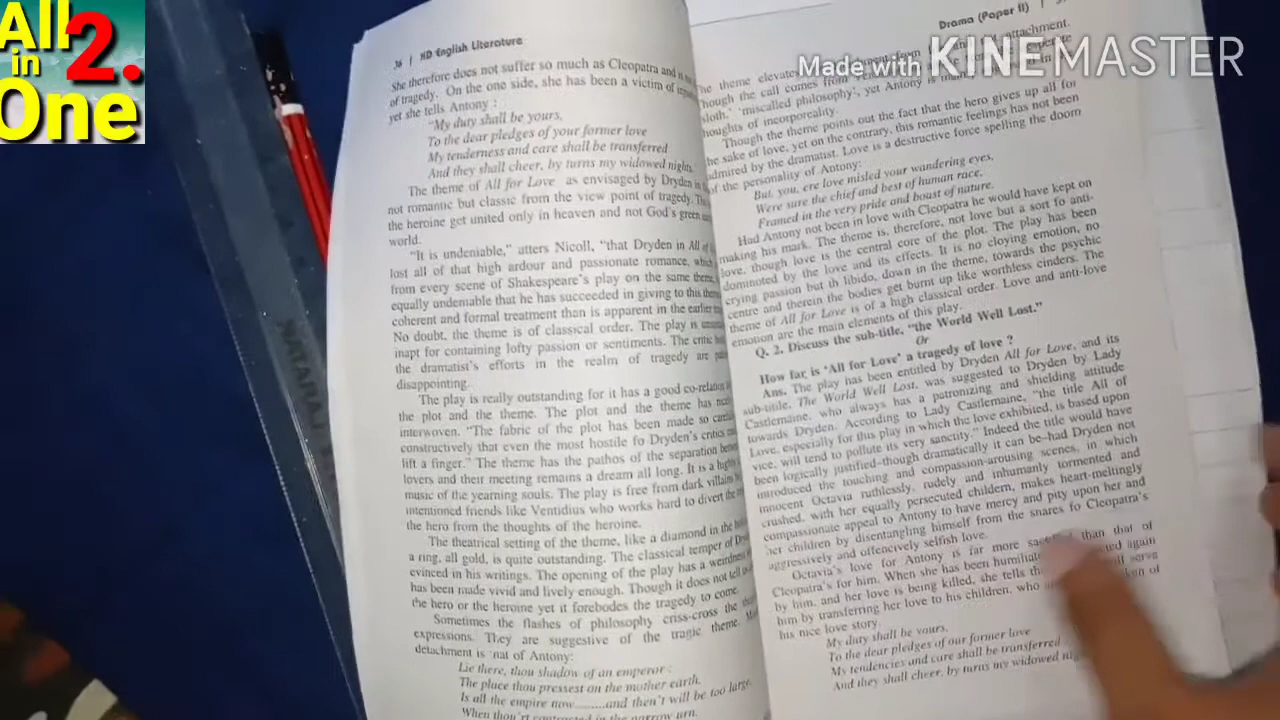 All 2.
in
One
Made with KINEMASTER
36 | HD English Literature
She therefore does not suffer so much as Cleopatra and is
of tragedy. On the one side, she has been a victim of
yet she tells Antony :
"My duty shall be yours,
To the dear pledges of your former love
My tenderness and care shall be transferred
And they shall cheer, by turns my widowed nights.
The theme of All for Love as envisaged by Dryden is
not romantic but classic from the view point of tragedy.
the heroine get united only in heaven and not God's green
world.
"It is undeniable," atters Nicoll, "that Dryden in All
lost all of that high ardour and passionate romance, which
from every scene of Shakespeare's play on the same theme,
equally undeniable that he has succeeded in giving to this
coherent and formal treatment than is apparent in the earlier
No doubt, the theme is of classical order. The play is
inapt for containing lofty passion or sentiments. The critic
the dramatist's efforts in the realm of tragedy are
disappointing.
The play is really outstanding for it has a good co-relation
the plot and the theme. The plot and the theme has
interwoven. "The fabric of the plot has been made so
constructively that even the most hostile fo Dryden's critics
lift a finger." The theme has the pathos of the separation
lovers and their meeting remains a dream all long. It is a
music of the yearning souls. The play is free from dark villains
intentioned friends like Ventidius who works hard to divert the
the hero from the thoughts of the heroine.
The theatrical setting of the theme, like a diamond in the
a ring, all gold, is quite outstanding. The classical temper of
evinced in his writings. The opening of the play has a weirdness
has been made vivid and lively enough. Though it does not tell
the hero or the heroine yet it forebodes the tragedy to come.
Sometimes the flashes of philosophy criss-cross the
expressions. They are suggestive of the tragic theme.
detachment is that of Antony:
Lie there, thou shadow of an emperor :
The place thou pressest on the mother earth.
Is all the empire now.........and then't will be too large,
When thou'rt contracted in the narrow urn.
Drama (Paper II) |
The theme elevates attachment.
though the call comes from
sloth,' 'miscalled philosophy', yet Antony is
thoughts of incorporeality.
Though the theme points out the fact that the hero gives up all for
the sake of love, yet on the contrary, this romantic feelings has not been
admired by the dramatist. Love is a destructive force spelling the doom
of the personality of Antony:
But, you, ere love misled your wandering eyes,
Were sure the chief and best of human race,
Framed in the very pride and boast of nature.
Had Antony not been in love with Cleopatra he would have kept on
making his mark. The theme is, therefore, not love but a sort fo anti-
love, though love is the central core of the plot. The play has been
dominated by the love and its effects. It is no cloying emotion, no
crying passion but th libido, down in the theme, towards the psychic
centre and therein the bodies get burnt up like worthless cinders. The
theme of All for Love is of a high classical order. Love and anti-love
emotion are the main elements of this play.
Q. 2. Discuss the sub-title, "the World Well Lost."
Or
How far is 'All for Love' a tragedy of love ?
Ans. The play has been entitled by Dryden All for Love, and its
sub-title, The World Well Lost, was suggested to Dryden by Lady
Castlemaine, who always has a patronizing and shielding attitude
towards Dryden. According to Lady Castlemaine, "the title All of
Love, especially for this play in which the love exhibited, is based upon
vice, will tend to pollute its very sanctity." Indeed the title would have
been logically justified–though dramatically it can be–had Dryden not
introduced the touching and compassion-arousing scenes, in which
innocent Octavia ruthlessly, rudely and inhumanly tormented and
crushed, with her equally persecuted childern, makes heart-meltingly
compassionate appeal to Antony to have mercy and pity upon her and
her children by disentangling himself from the snares fo Cleopatra's
aggressively and offencively selfish love.
Octavia's love for Antony is far more than that of
Cleopatra's for him. When she has been again
by him, and her love is being killed, she tells serve
him by transferring her love to his children, who of
his nice love story.
My duty shall be yours,
To the dear pledges of our former love
My tendencies and care shall be transferred
And they shall cheer, by turns my widowed
NATARAJ